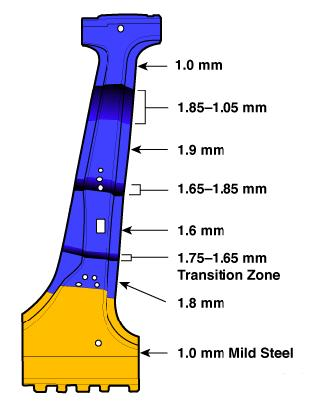 1.0 mm
1.85–1.05 mm
1.9 mm
1.65–1.85 mm
1.6 mm
1.75–1.65 mm
Transition Zone
1.8 mm
1.0 mm Mild Steel